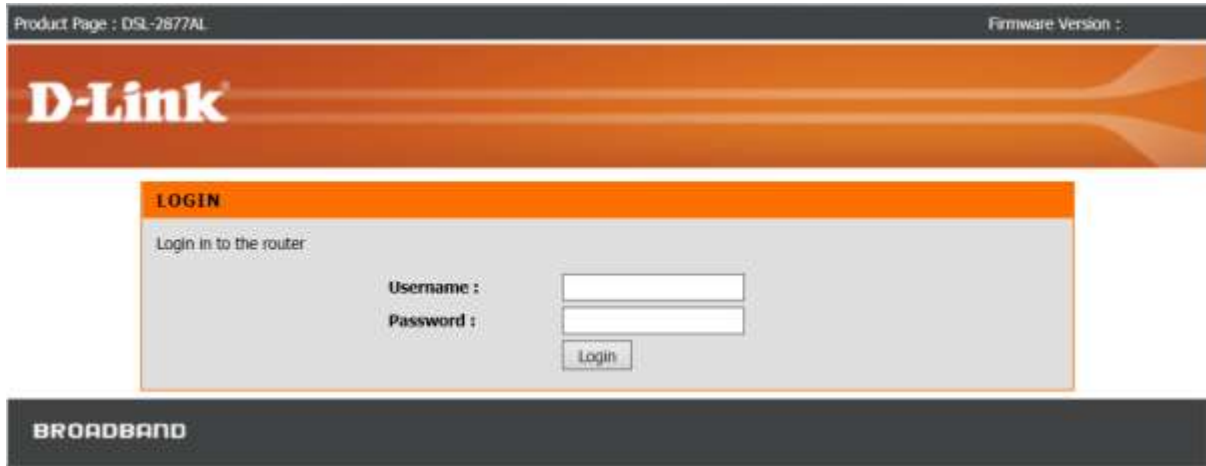 Product Page : DSL-2877AL Firmware Version :
D-Link
LOGIN
Login in to the router
Username :
Password :
Login
BROADBAND